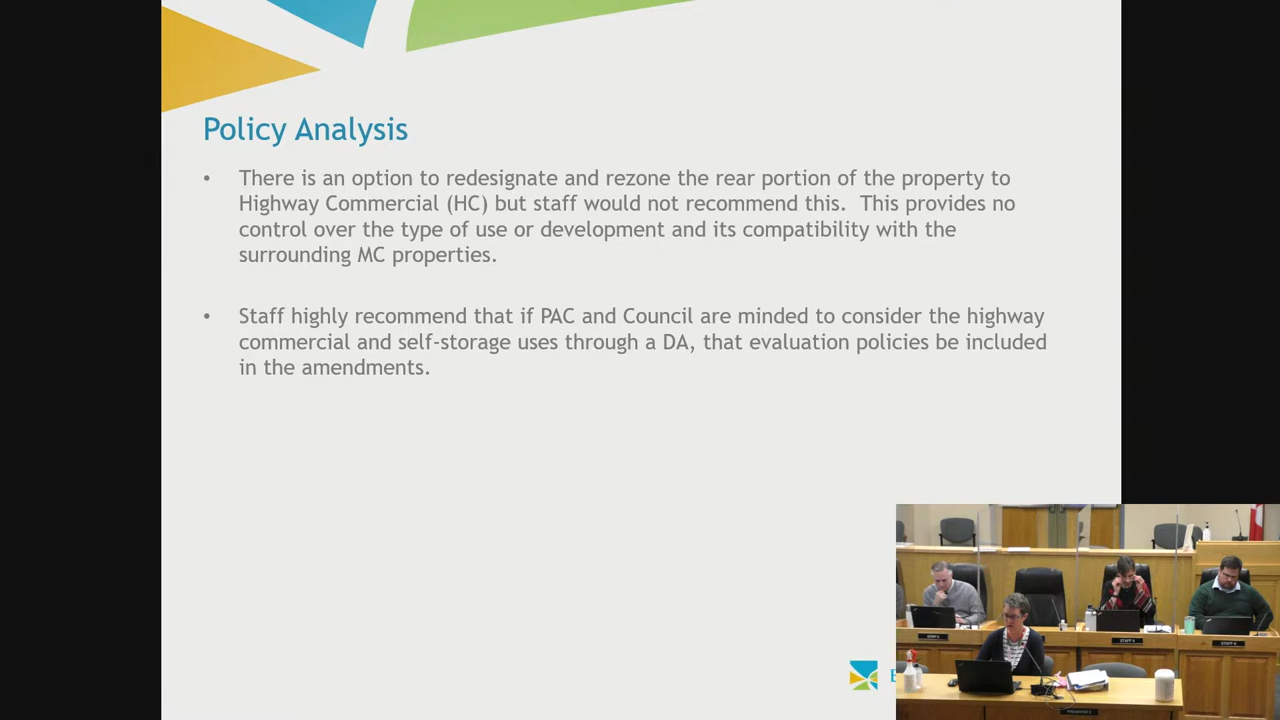 Policy Analysis
• There is an option to redesignate and rezone the rear portion of the property to
Highway Commercial (HC) but staff would not recommend this.  This provides no
control over the type of use or development and its compatibility with the
surrounding MC properties.
• Staff highly recommend that if PAC and Council are minded to consider the highway
commercial and self-storage uses through a DA, that evaluation policies be included
in the amendments.